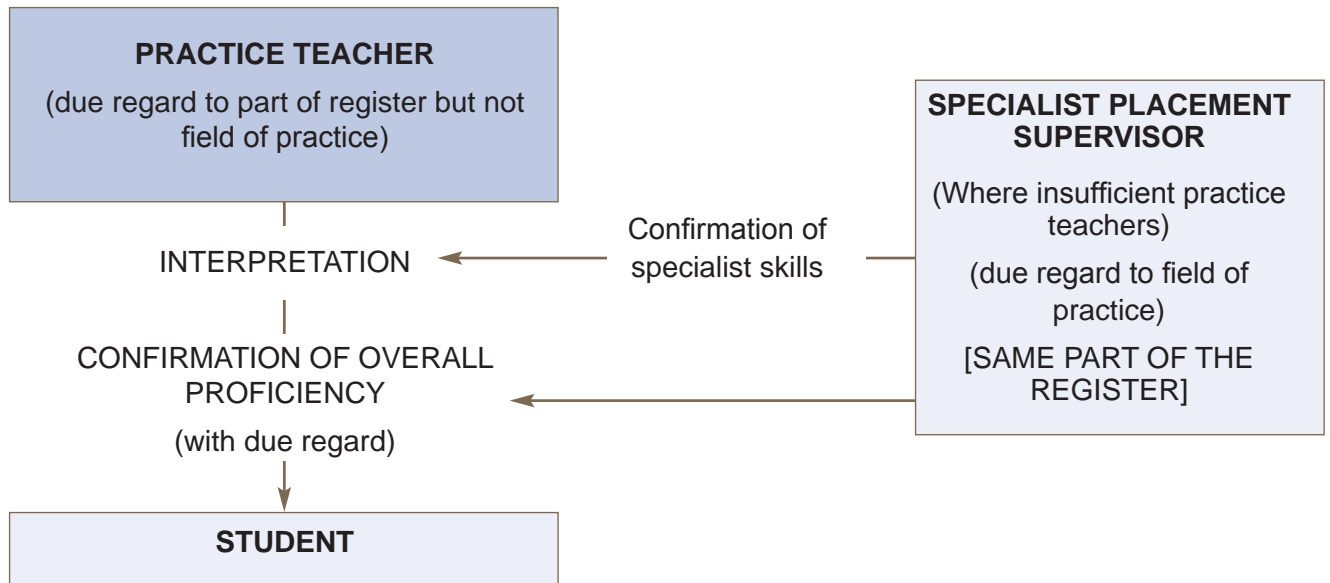 PRACTICE TEACHER
(due regard to part of register but not
field of practice)
INTERPRETATION
CONFIRMATION OF OVERALL
PROFICIENCY
(with due regard)
STUDENT
Confirmation of
specialist skills
SPECIALIST PLACEMENT
SUPERVISOR
(Where insufficient practice
teachers)
(due regard to field of
practice)
[SAME PART OF THE
REGISTER]